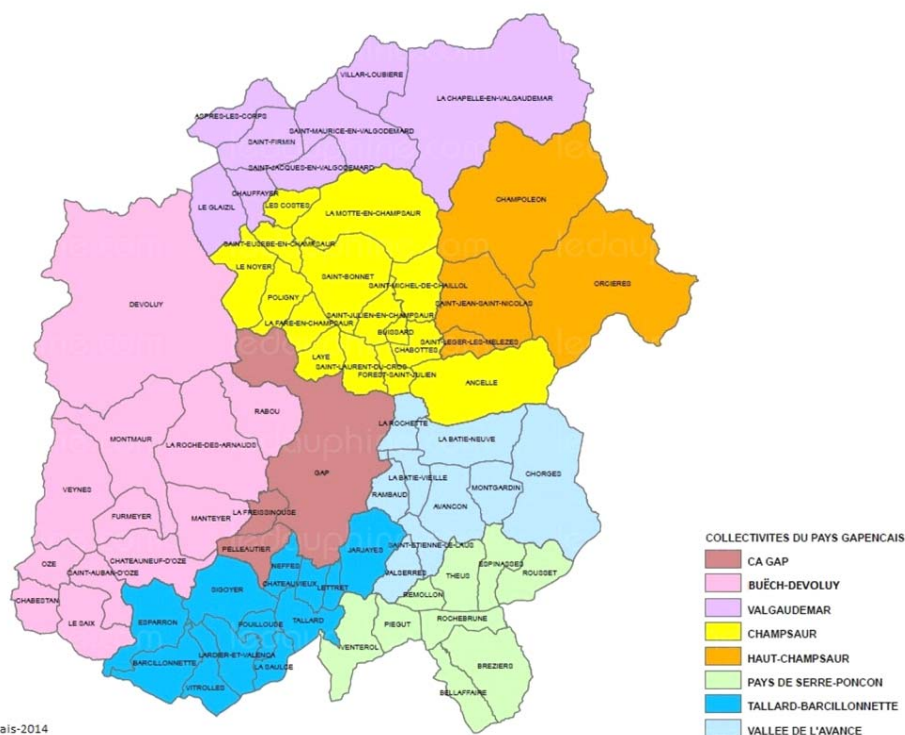 VILLAR-LOUBIERE
LA CHAPELLE-EN-VALGAUDEMAR
ASPRES-LES-CORPS
SAINT-MAURICE-EN-VALGODEMARD
SAINT-FIRMIN
SAINT-JACQUES-EN-VALGODEMARD
CHAUFFAYER
LE GLAIZIL
LES COSTES
LA MOTTE-EN-CHAMPSAUR
CHAMPOLEON
SAINT-EUSEBE-EN-CHAMPSAUR
LE NOYER
SAINT-BONNET
SAINT-MICHEL-DE-CHAILLOL
ORCIERES
POLIGNY
DEVOLUY
SAINT-JEAN-SAINT-NICOLAS
SAINT-JULIEN-EN-CHAMPSAUR
LA FARE-EN-CHAMPSAUR
BUISSARD
SAINT-LEGER-LES-MELEZES
CHABOTTES
LAYE
SAINT-LAURENT-DU-CROS
FOREST-SAINT-JULIEN
ANCELLE
RABOU
LA ROCHETTE
MONTMAUR
LA ROCHE-DES-ARNAUDS
LA BATIE-NEUVE
GAP
CHORGES
LA BATIE-VIEILLE
VEYNES
RAMBAUD
MONTGARDIN
AVANCON
LA FREISSINOUSE
FURMEYER
MANTEYER
SAINT-ETIENNE-DE-LAUS
PELLEAUTIER
JARJAYES
OZE
CHATEAUNEUF-D'OZE
NEFFES
ESPINASSES
SAINT-AUBAN-D'OZE
VALSERRES
THEUS
ROUSSET
CHATEAUVIEUX
LETTRET
SIGOYER
REMOLLON
CHABESTAN
LE SAIX
ESPARRON
FOUILLOUSE
TALLARD
PIEGUT
ROCHEBRUNE
VENTEROL
LARDIER-ET-VALENCA
BARCILLONNETTE
LA SAULCE
BREZIERS
VITROLLES
BELLAFFAIRE
COLLECTIVITES DU PAYS GAPENCAIS
CA GAP
BUËCH-DEVOLUY
VALGAUDEMAR
CHAMPSAUR
HAUT-CHAMPSAUR
PAYS DE SERRE-PONCON
TALLARD-BARCILLONNETTE
VALLEE DE L'AVANCE
ais-2014